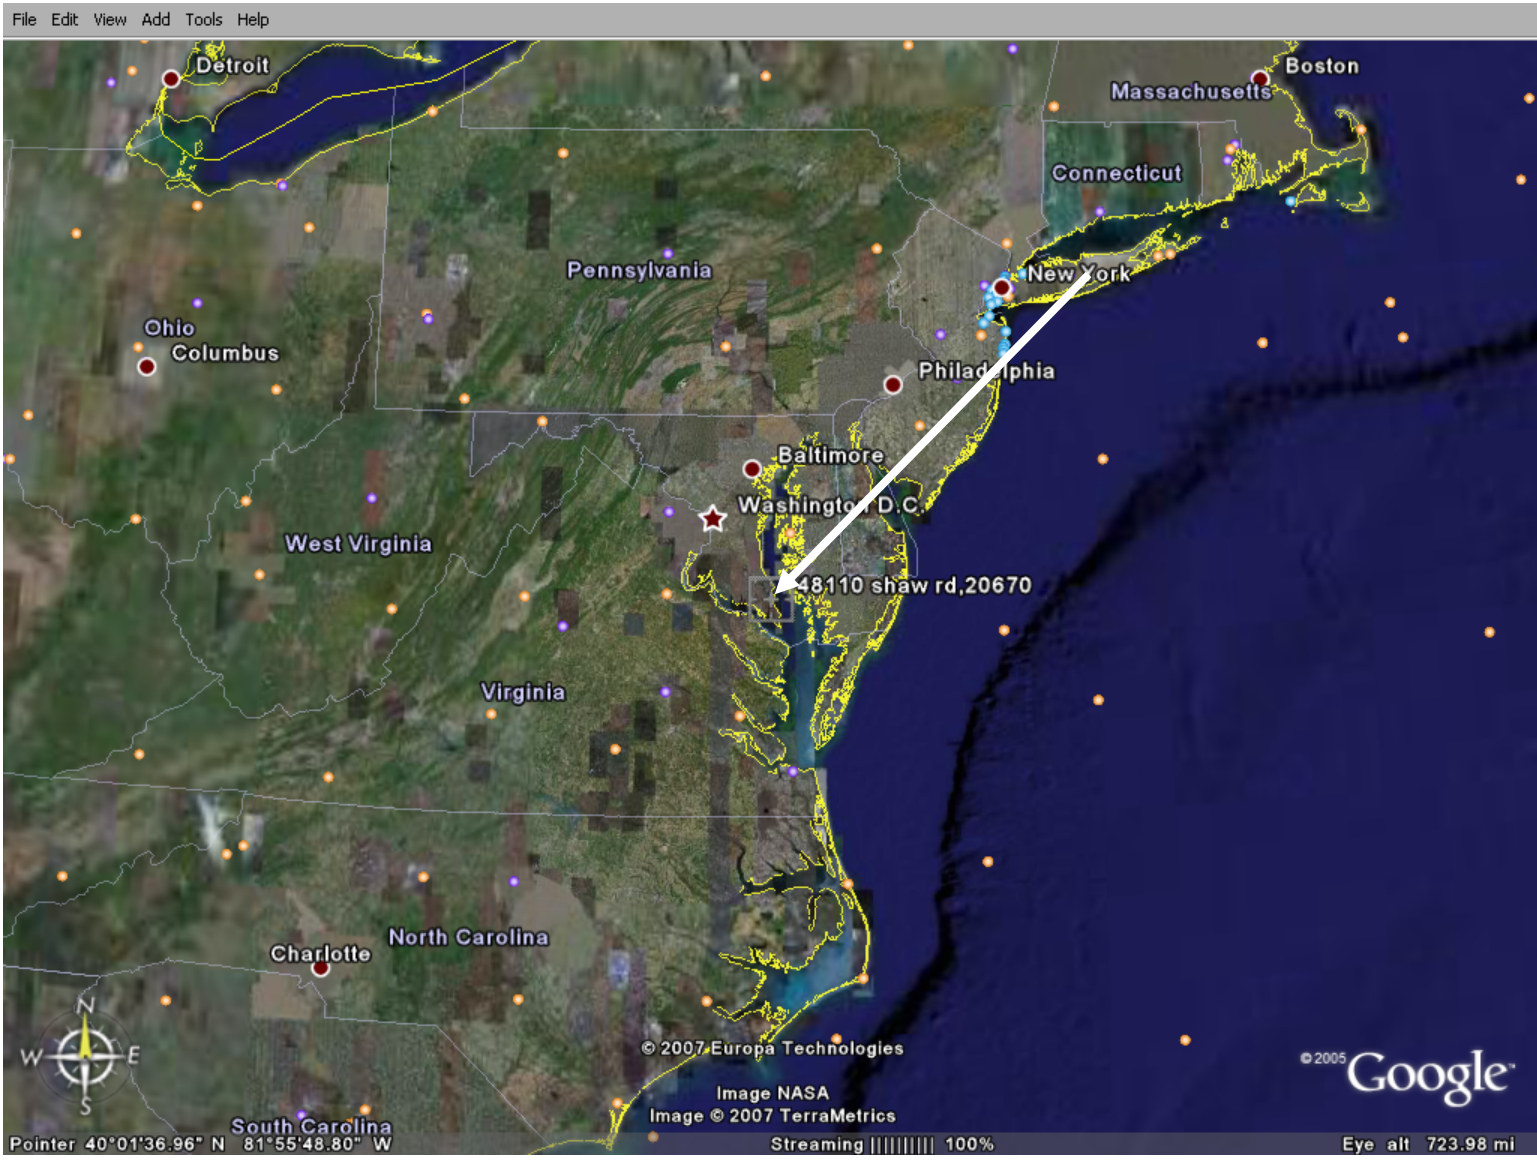 File Edit View Add Tools Help
Detroit
Boston
Massachusetts
Connecticut
Pennsylvania
New York
Ohio
Columbus
Philadelphia
Baltimore
Washington D.C.
West Virginia
48110 shaw rd,20670
Virginia
North Carolina
Charlotte
N
W E
S
© 2007 Europa Technologies
© 2005 Google™
Image NASA
Image © 2007 TerraMetrics
South Carolina
Pointer 40°01'36.96" N 81°55'48.80" W Streaming |||||||||| 100% Eye alt 723.98 mi